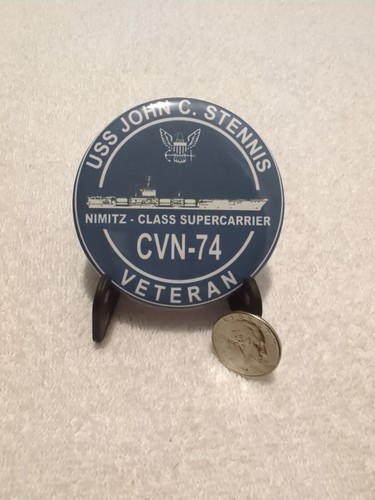 USS JOHN C. STENNIS
NIMITZ - CLASS SUPERCARRIER
CVN-74
VETERAN